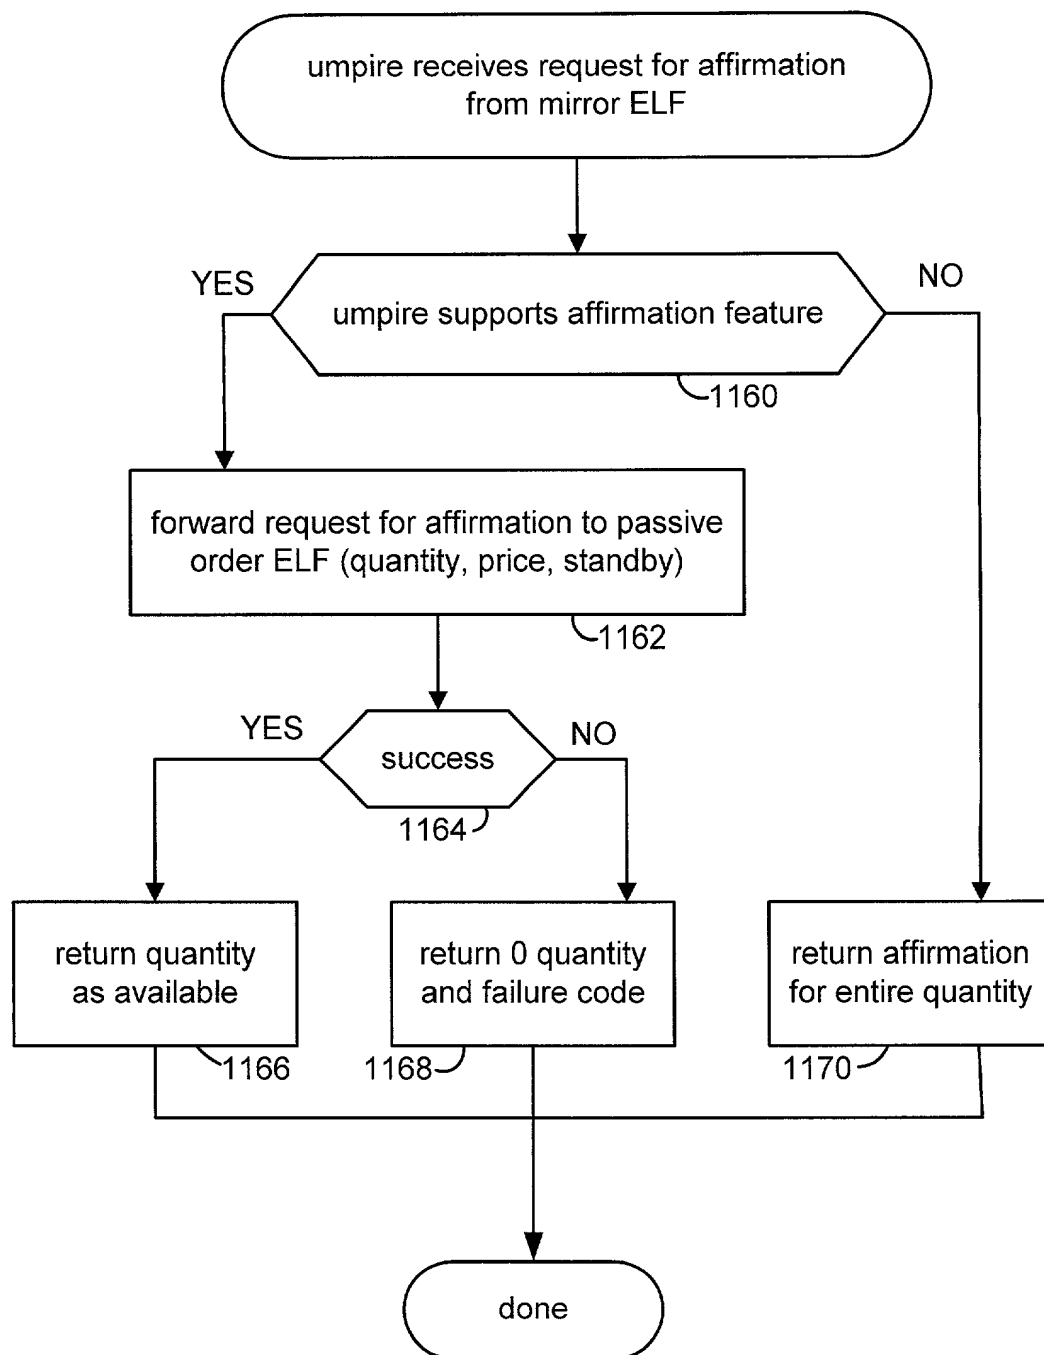 umpire receives request for affirmation
from mirror ELF
YES
NO
umpire supports affirmation feature
1160
forward request for affirmation to passive
order ELF (quantity, price, standby)
1162
YES
NO
success
1164
return quantity
as available
return 0 quantity
and failure code
return affirmation
for entire quantity
1166
1168
1170
done